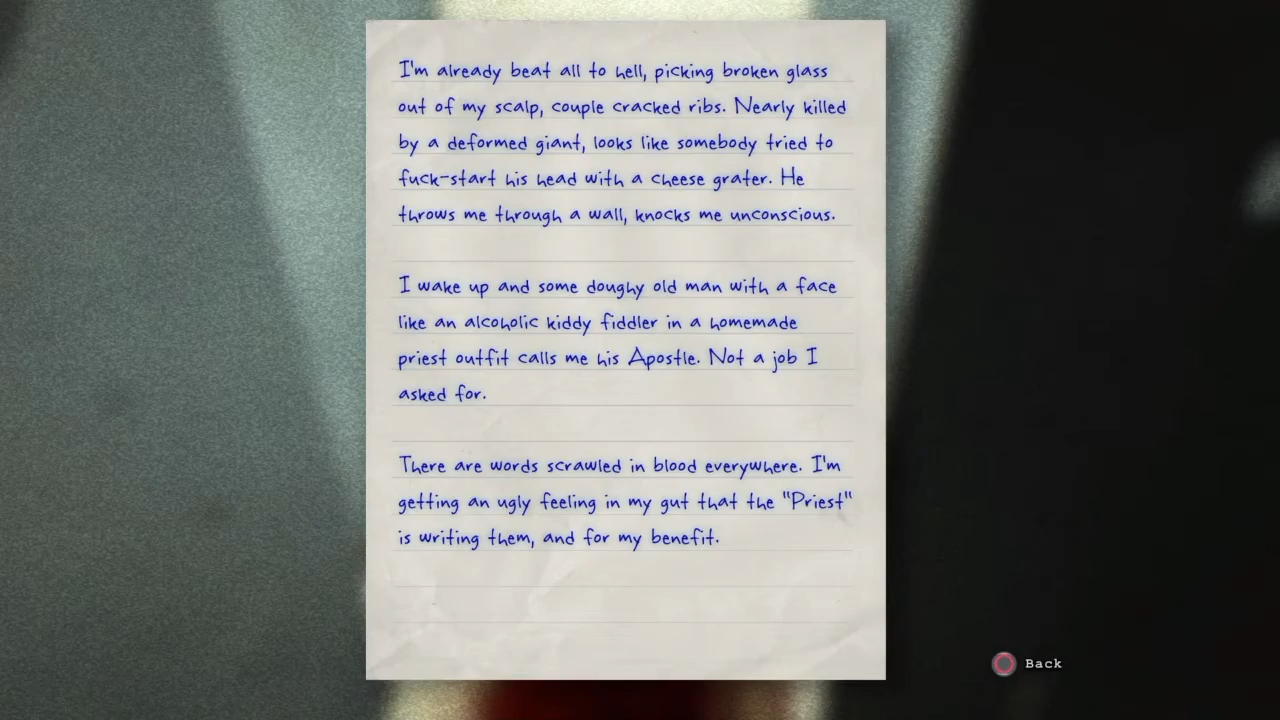 I'm already beat all to hell, picking broken glass
out of my scalp, couple cracked ribs. Nearly killed
by a deformed giant, looks like somebody tried to
fuck-start his head with a cheese grater. He
throws me through a wall, knocks me unconscious.
I wake up and some doughy old man with a face
like an alcoholic kiddy fiddler in a homemade
priest outfit calls me his Apostle. Not a job I
asked for.
There are words scrawled in blood everywhere. I'm
getting an ugly feeling in my gut that the "Priest"
is writing them, and for my benefit.
Back